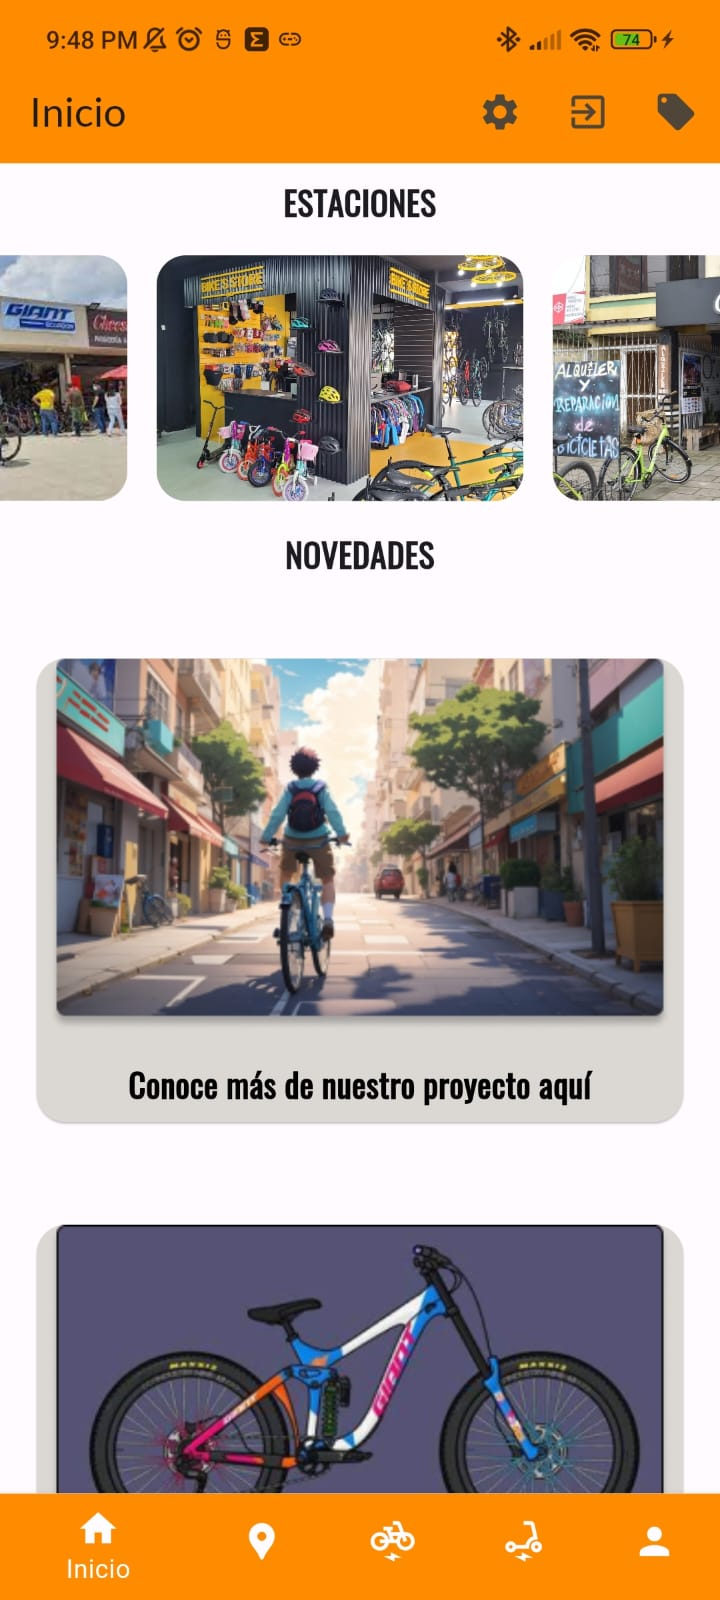 9:48 PM
74
Inicio
ESTACIONES
GIANT
ECUADOR
BIKE'S STORE
BIKE'S STORE
ALQUILER
Y
REPARACION
de
BICICLETAS
NOVEDADES
Conoce más de nuestro proyecto aquí
MAXXIS
GIANT
MAXXIS
Inicio